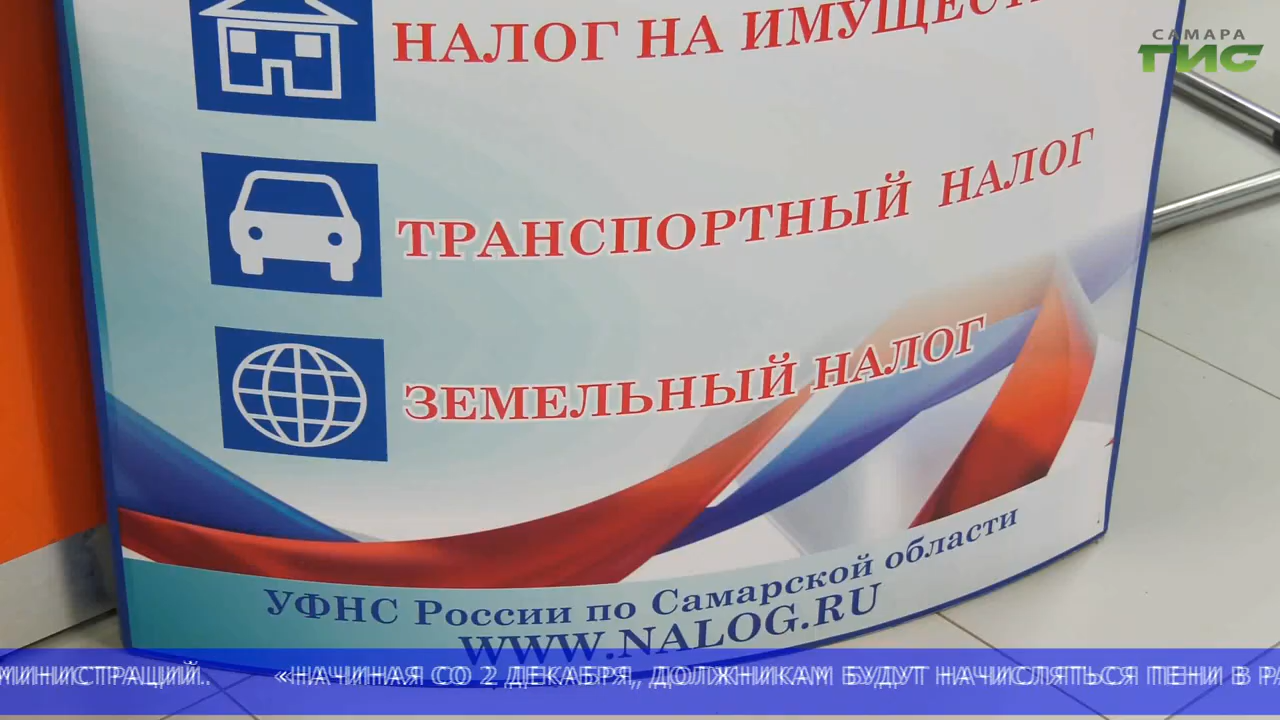 НАЛОГ НА ИМУЩЕСТ
САМАРА
ГИС
ТРАНСПОРТНЫЙ НАЛОГ
ЗЕМЕЛЬНЫЙ НАЛОГ
УФНС России по Самарской области
WWW.NALOG.RU
МИНИСТРАЦИЙ. «НАЧИНАЯ СО 2 ДЕКАБРЯ, ДОЛЖНИКАМ БУДУТ НАЧИСЛЯТЬСЯ ПЕНИ В РА